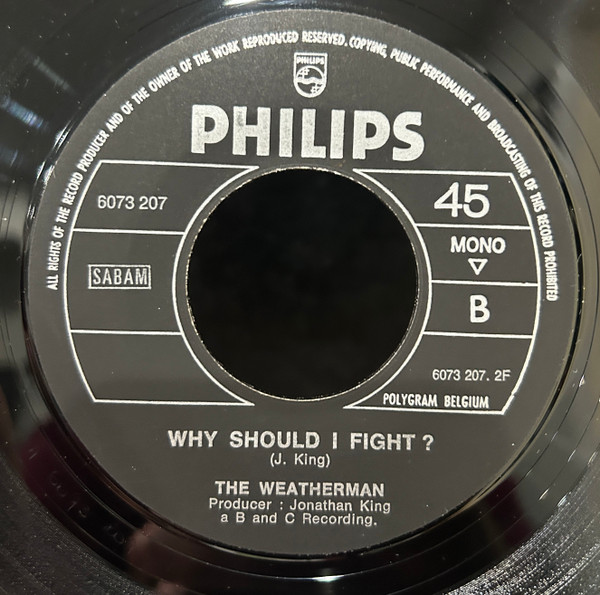 ALL RIGHTS OF THE RECORD PRODUCER AND OF THE OWNER OF THE WORK REPRODUCED RESERVED. COPYING, PUBLIC PERFORMANCE AND BROADCASTING OF THIS RECORD PROHIBITED
PHILIPS
PHILIPS
6073 207
45
MONO
SABAM
B
6073 207. 2F
POLYGRAM BELGIUM
WHY SHOULD I FIGHT ?
(J. King)
THE WEATHERMAN
Producer : Jonathan King
a B and C Recording.